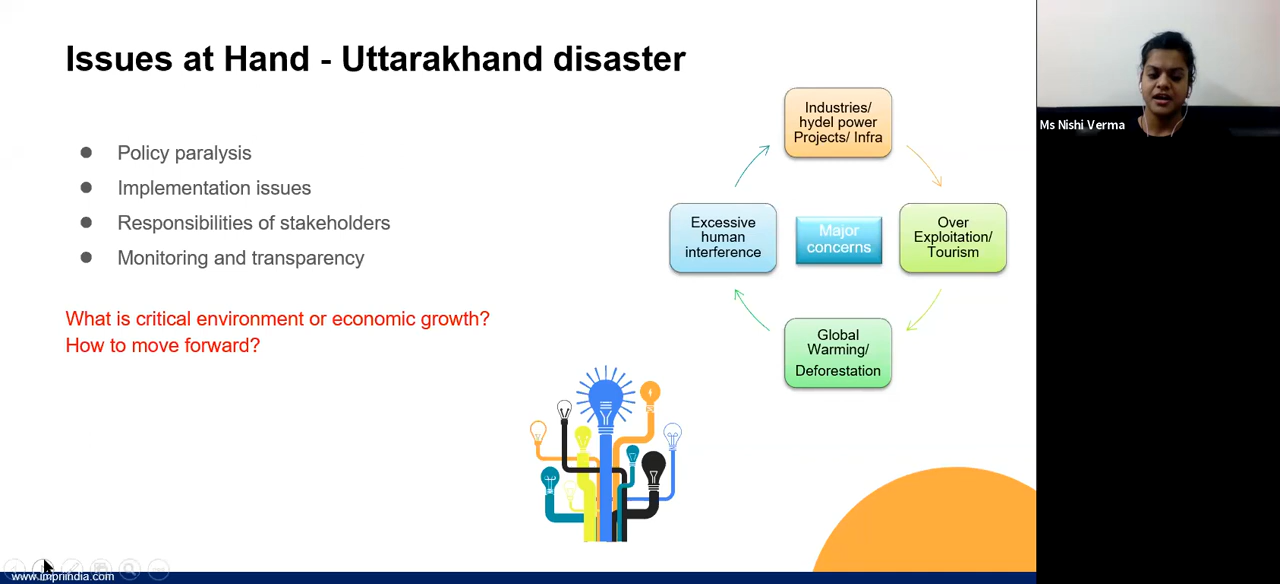 Issues at Hand - Uttarakhand disaster
Policy paralysis
Implementation issues
Responsibilities of stakeholders
Monitoring and transparency
What is critical environment or economic growth?
How to move forward?
Industries/
hydel power
Projects/ Infra
Excessive
human
interference
Major
concerns
Over
Exploitation/
Tourism
Global
Warming/
Deforestation
Ms Nishi Verma
www.impriindia.com